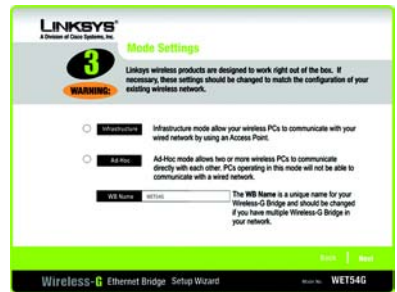 LINKSYS®
A Division of Cisco Systems, Inc.
3
Mode Settings
WARNING:
Linksys wireless products are designed to work right out of the box. If
necessary, these settings should be changed to match the configuration of your
existing wireless network.
Infrastructure
Infrastructure mode allow your wireless PCs to communicate with your
wired network by using an Access Point.
Ad-Hoc
Ad-Hoc mode allows two or more wireless PCs to communicate
directly with each other. PCs operating in this mode will not be able to
communicate with a wired network.
WB Name
WET54G
The WB Name is a unique name for your
Wireless-G Bridge and should be changed
if you have multiple Wireless-G Bridge in
your network.
Back
Next
Wireless-G Ethernet Bridge Setup Wizard
Model No. WET54G